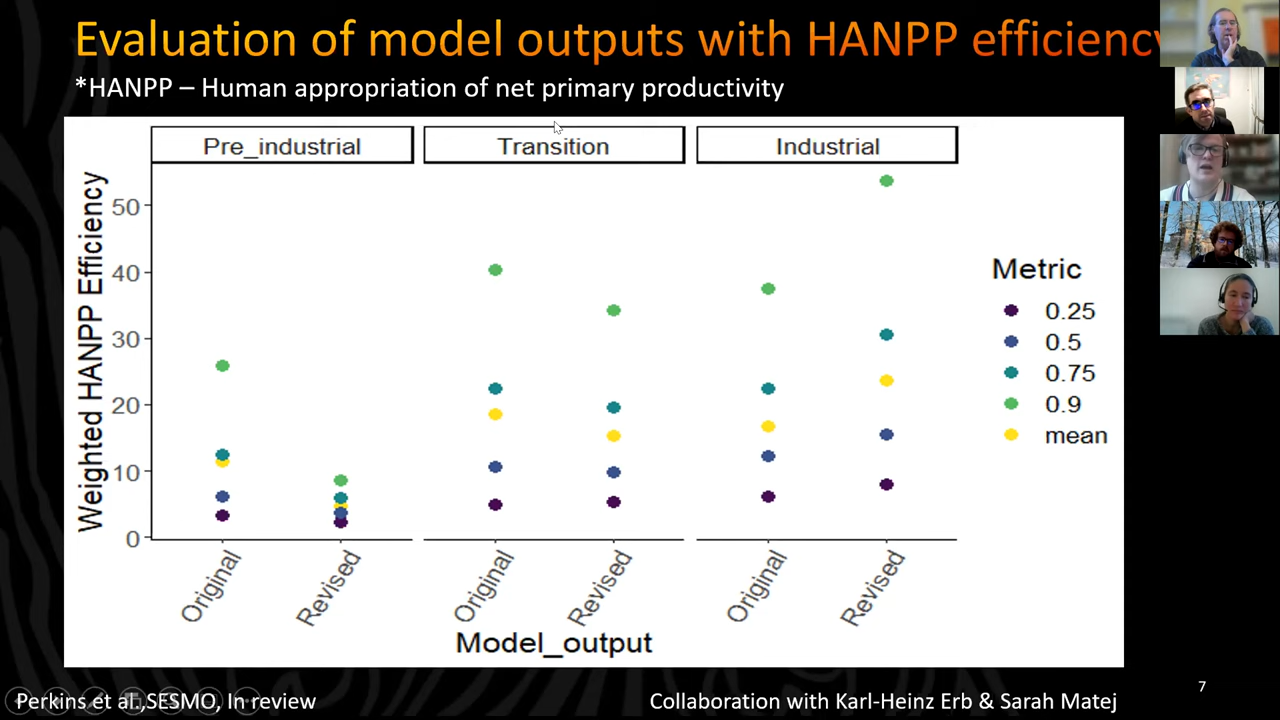 Evaluation of model outputs with HANPP efficiency
*HANPP – Human appropriation of net primary productivity
Pre_industrial
Transition
Industrial
Weighted HANPP Efficiency
50
40
30
20
10
0
Original
Revised
Original
Revised
Original
Revised
Model_output
Metric
0.25
0.5
0.75
0.9
mean
Perkins et al.,SESMO, In review
Collaboration with Karl-Heinz Erb & Sarah Matej
7